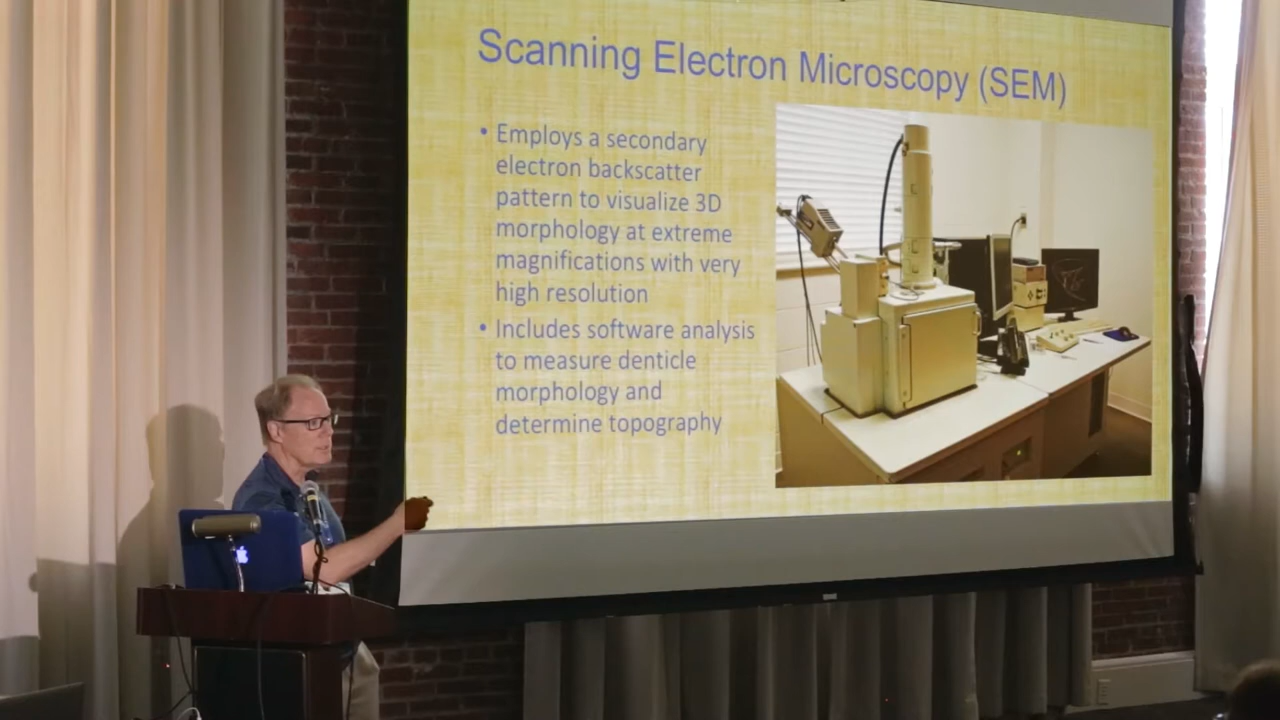 Scanning Electron Microscopy (SEM)
• Employs a secondary
electron backscatter
pattern to visualize 3D
morphology at extreme
magnifications with very
high resolution
• Includes software analysis
to measure denticle
morphology and
determine topography